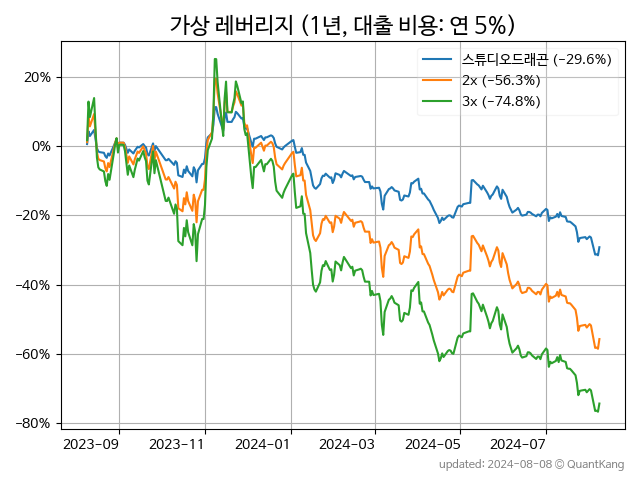 가상 레버리지 (1년, 대출 비용: 연 5%)
스튜디오드래곤 (−29.6%)
2x (−56.3%)
3x (−74.8%)
20%
0%
−20%
−40%
−60%
−80%
2023-09 2023-11 2024-01 2024-03 2024-05 2024-07
updated: 2024-08-08 © QuantKang